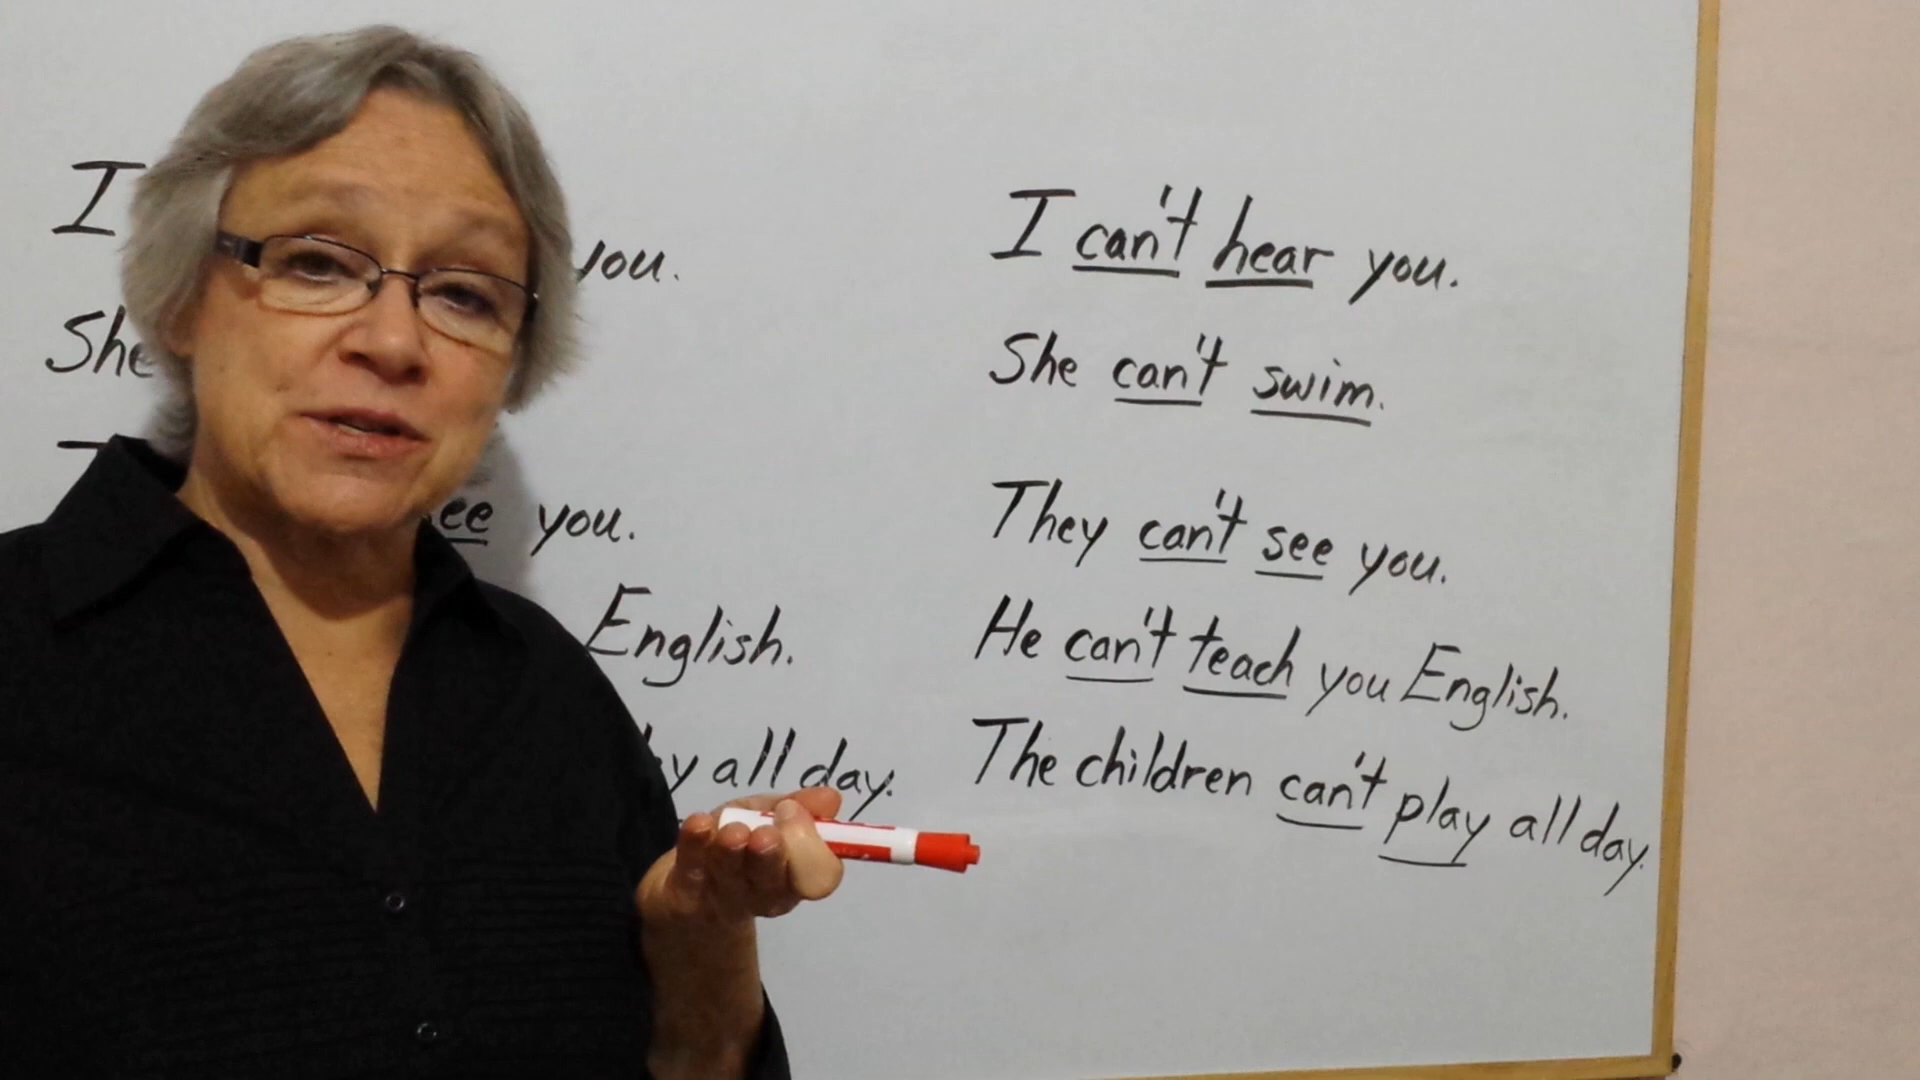 I you.
She
ee you.
English.
y all day.
I can't hear you.
She can't swim.
They can't see you.
He can't teach you English.
The children can't play all day.